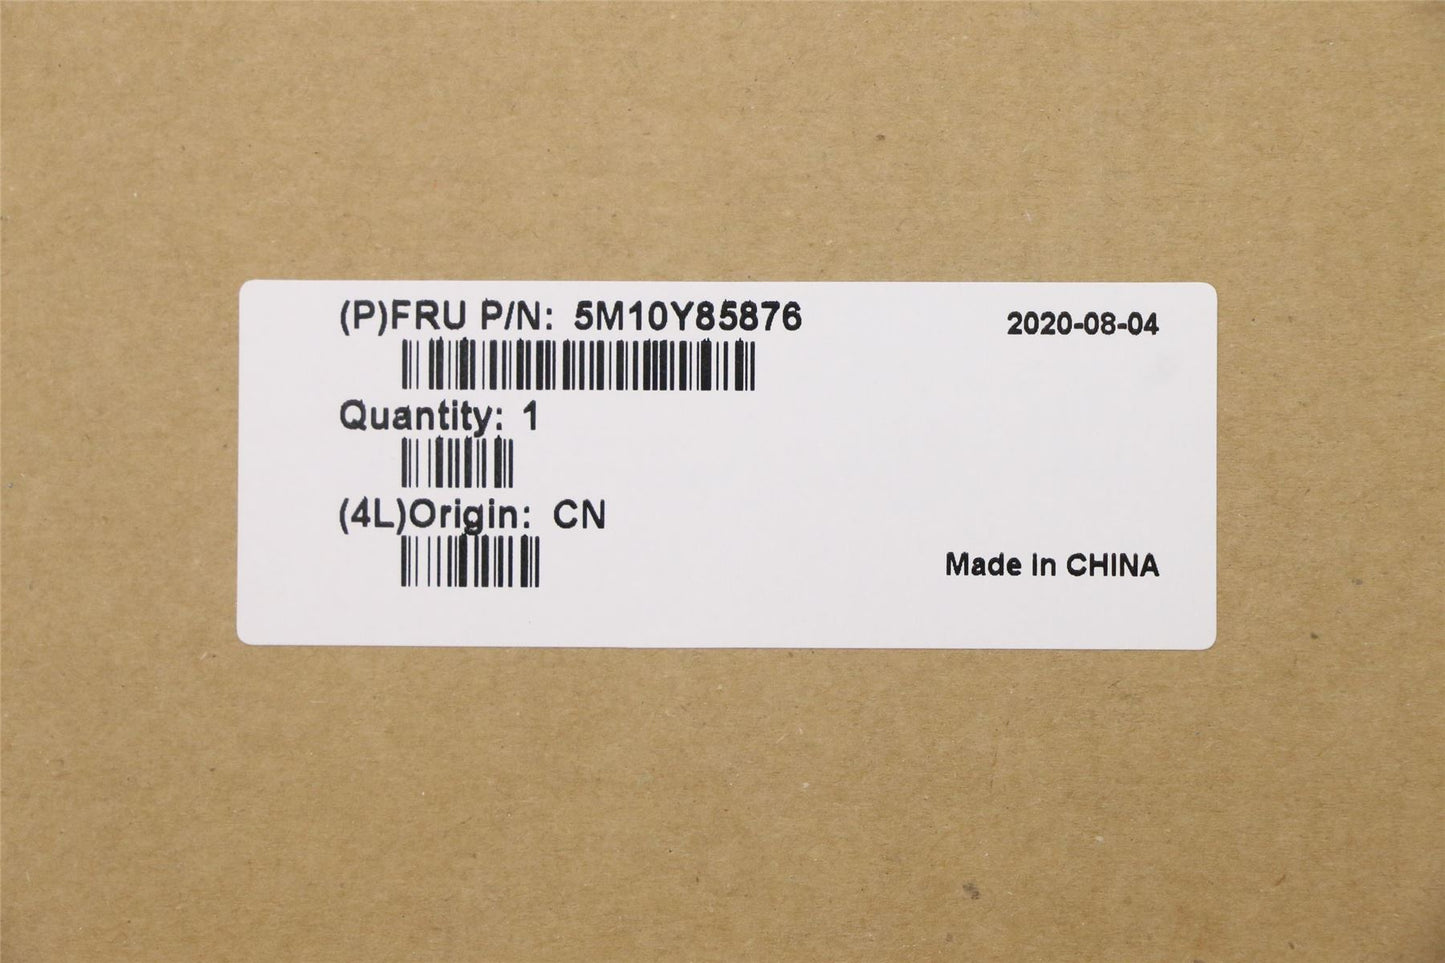 (P)FRU P/N: 5M10Y85876
2020-08-04
Quantity: 1
(4L)Origin: CN
Made In CHINA